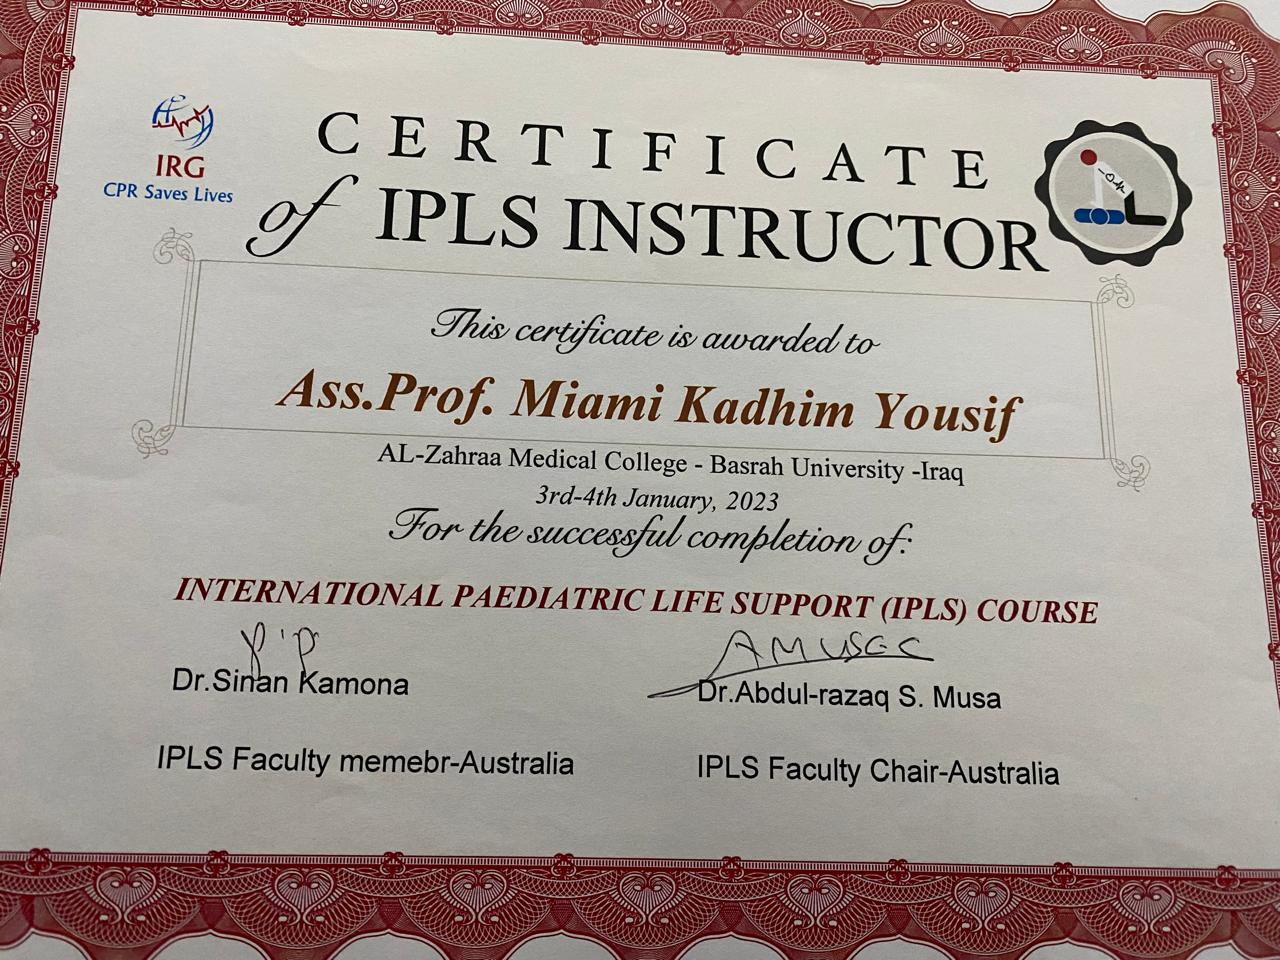 IRG
CPR Saves Lives
CERTIFICATE
of IPLS INSTRUCTOR
This certificate is awarded to
Ass.Prof. Miami Kadhim Yousif
AL-Zahraa Medical College - Basrah University -Iraq
3rd-4th January, 2023
For the successful completion of:
INTERNATIONAL PAEDIATRIC LIFE SUPPORT (IPLS) COURSE
Dr.Sinan Kamona
Dr.Abdul-razaq S. Musa
IPLS Faculty memebr-Australia
IPLS Faculty Chair-Australia